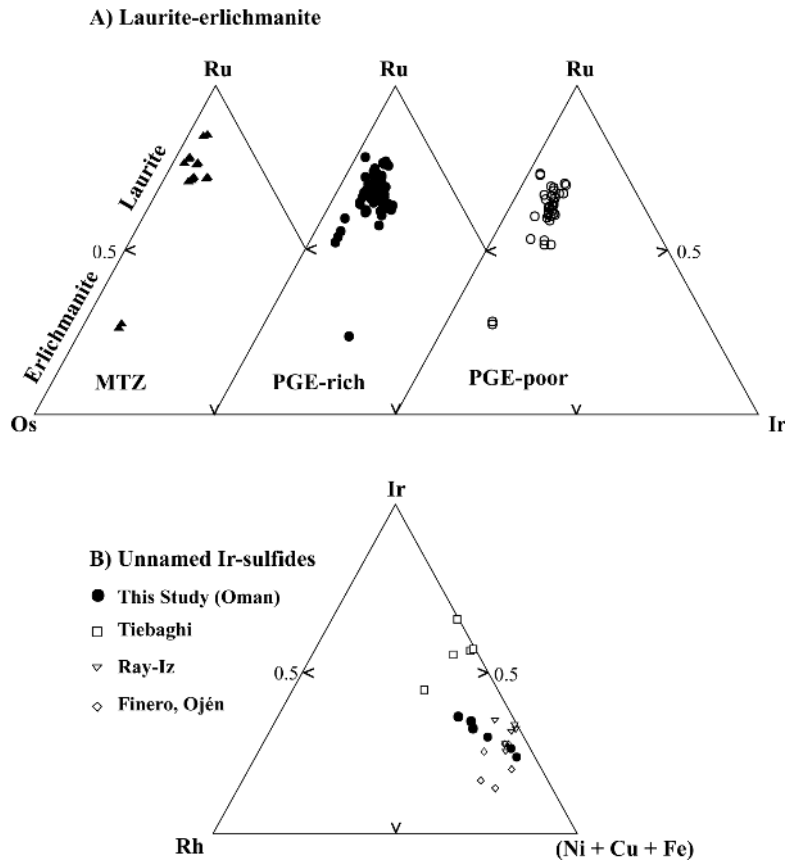 A) Laurite-erlichmanite
Ru Ru Ru
Laurite
0.5 0.5
Erlichmanite
MTZ PGE-rich PGE-poor
Os Ir
Ir
B) Unnamed Ir-sulfides
This Study (Oman)
Tiebaghi
Ray-Iz
Finero, Ojén
0.5 0.5
Rh (Ni + Cu + Fe)